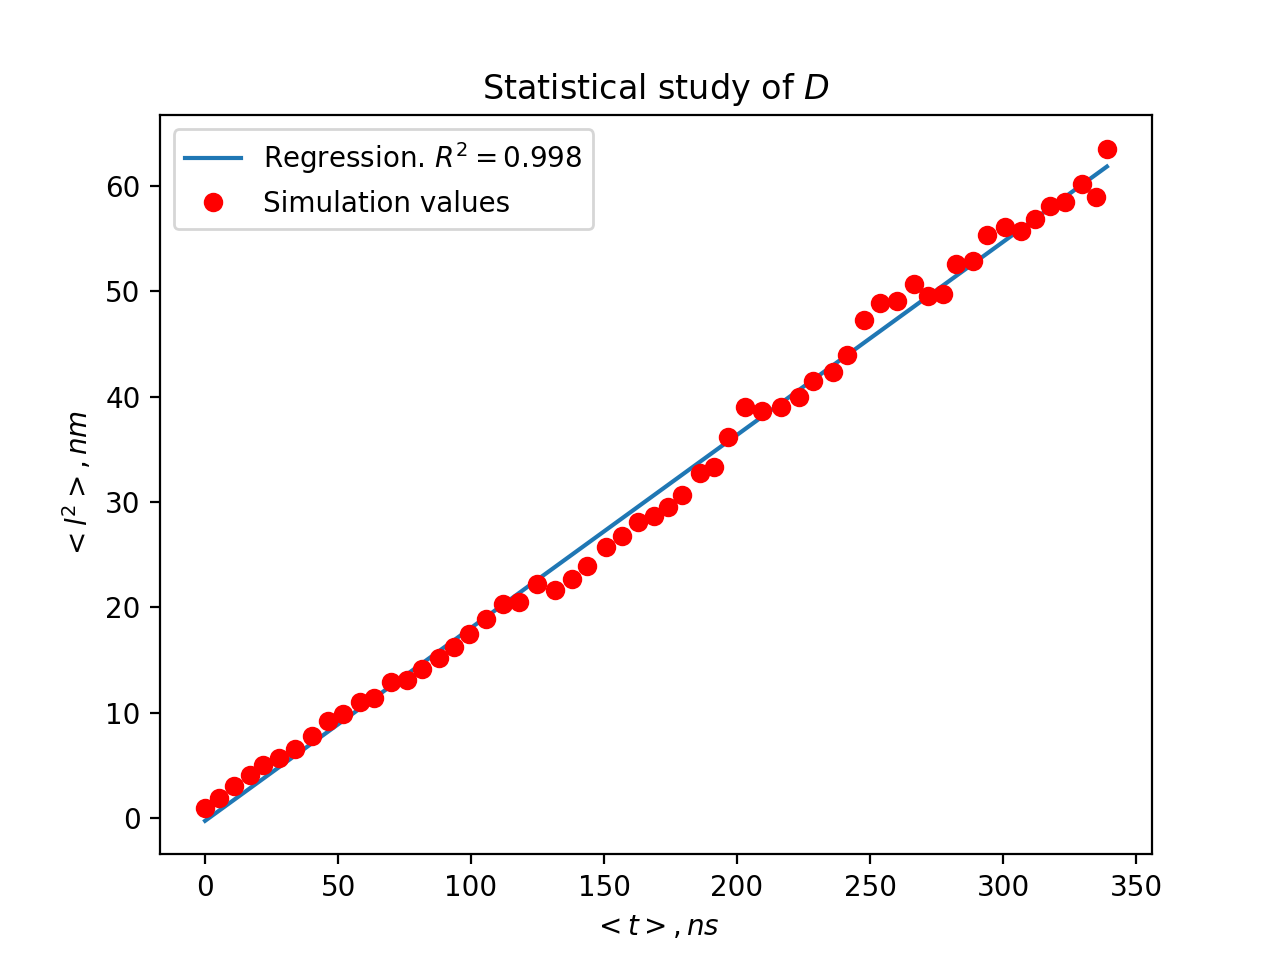 Statistical study of D
Regression. R² = 0.998
Simulation values
60
50
40
30
20
10
0
< l² >, nm
0 50 100 150 200 250 300 350
< t >, ns